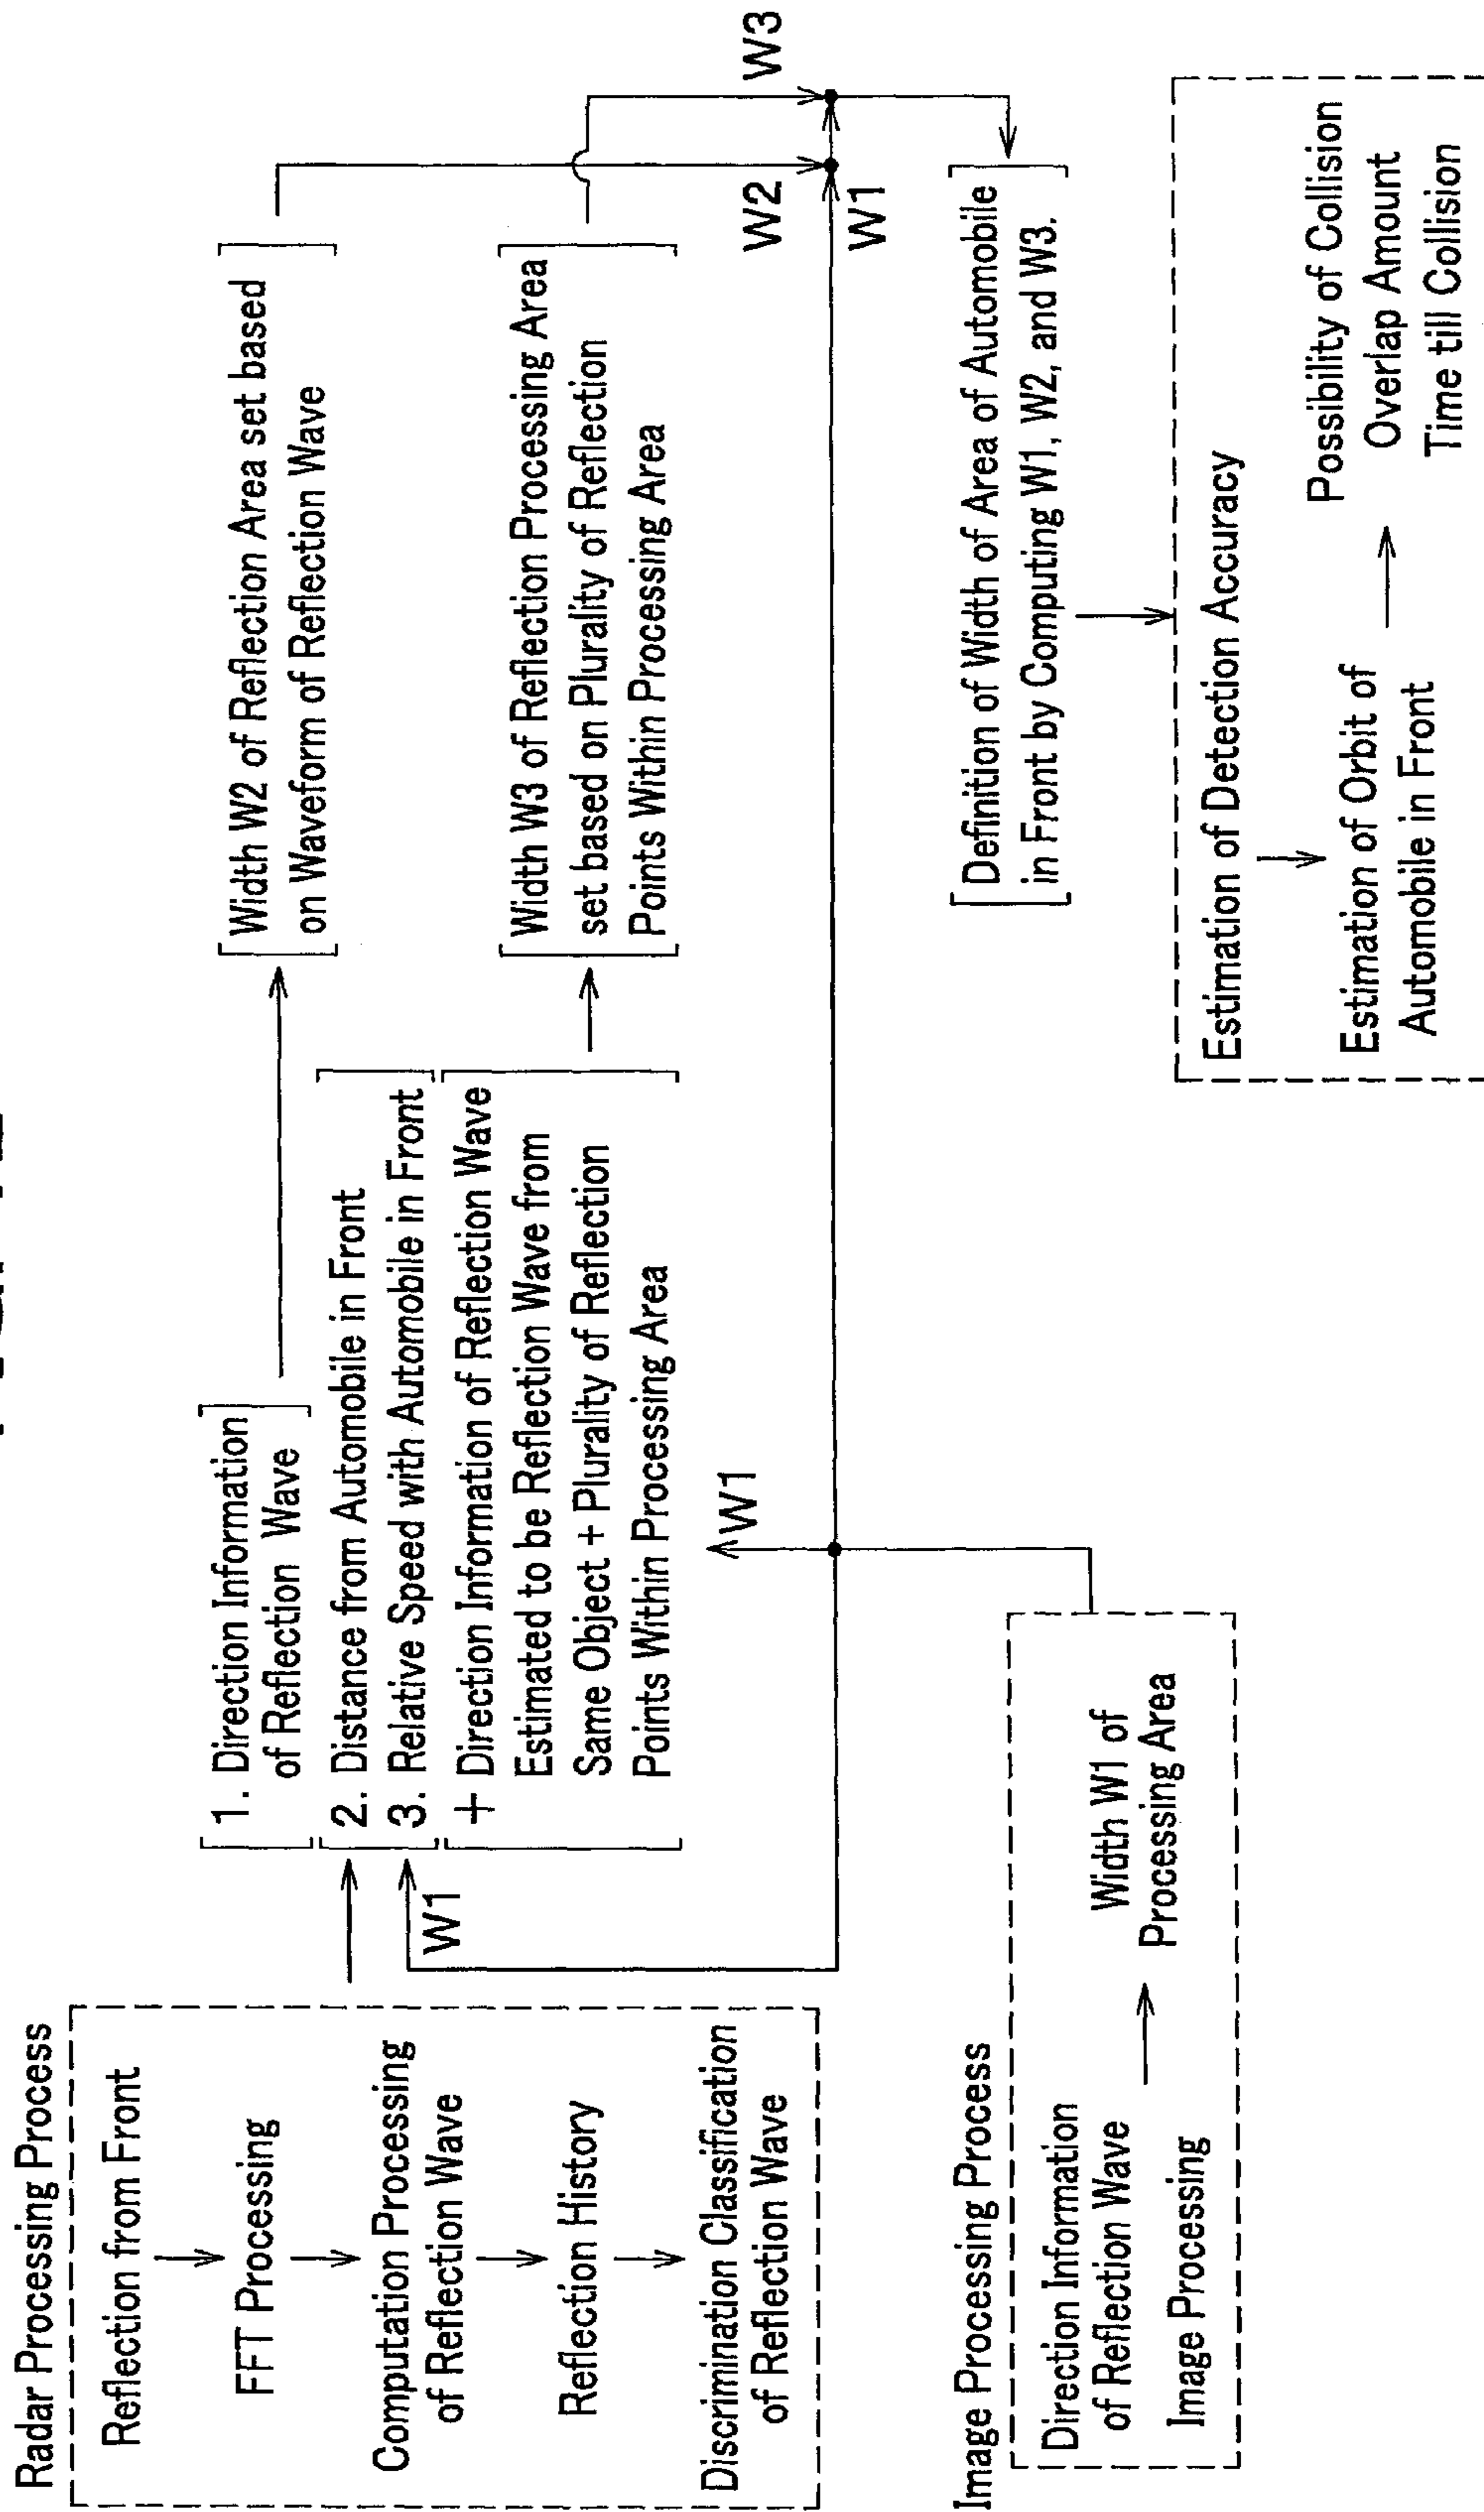 Radar Processing Process
Reflection from Front
FFT Processing
Computation Processing
of Reflection Wave
Reflection History
Discrimination Classification
of Reflection Wave
W1
1. Direction Information
of Reflection Wave
2. Distance from Automobile in Front
3. Relative Speed with Automobile in Front
+ Direction Information of Reflection Wave
Estimated to be Reflection Wave from
Same Object + Plurality of Reflection
Points Within Processing Area
W1
Width W2 of Reflection Area set based
on Waveform of Reflection Wave
Width W3 of Reflection Processing Area
set based on Plurality of Reflection
Points Within Processing Area
W2
W1
W3
Image Processing Process
Direction Information
of Reflection Wave
Image Processing
Width W1 of
Processing Area
Definition of Width of Area of Automobile
in Front by Computing W1, W2, and W3.
Estimation of Detection Accuracy
Estimation of Orbit of
Automobile in Front
Possibility of Collision
Overlap Amount
Time till Collision